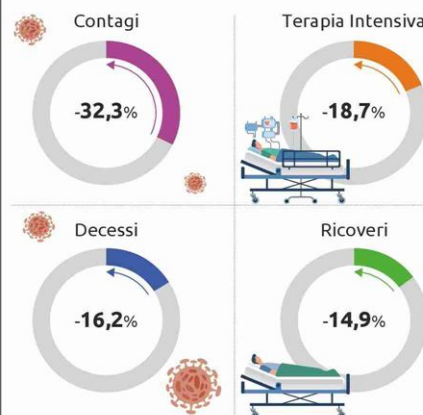 Contagi
-32,3%
Terapia Intensiva
-18,7%
Decessi
-16,2%
Ricoveri
-14,9%